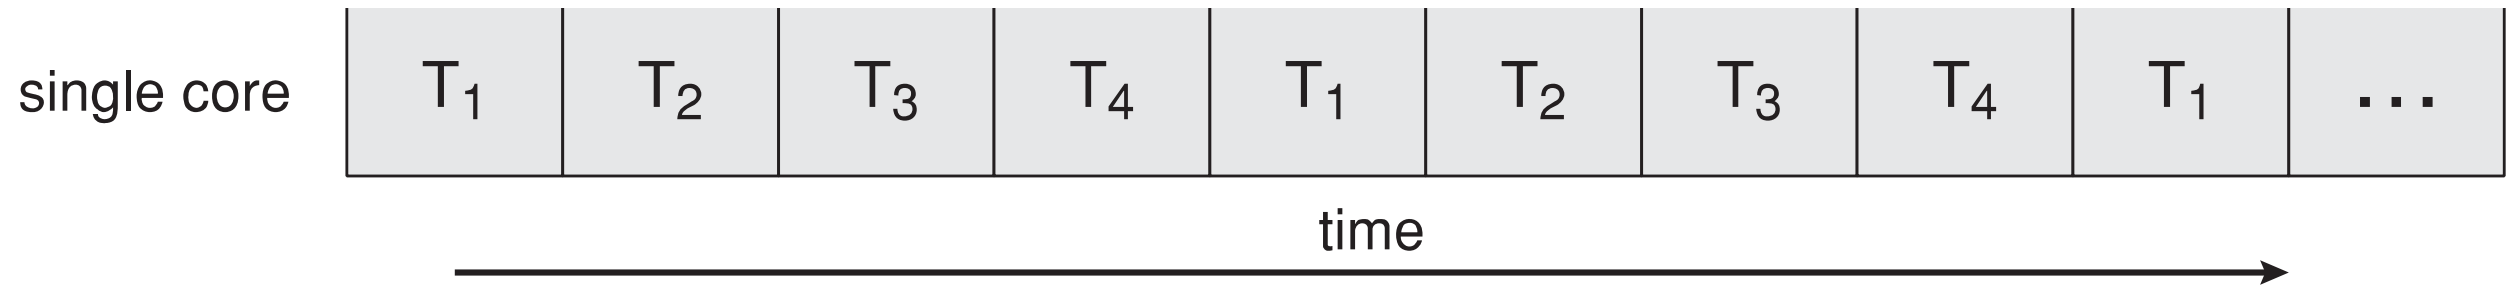 single core T₁ T₂ T₃ T₄ T₁ T₂ T₃ T₄ T₁ ...
time